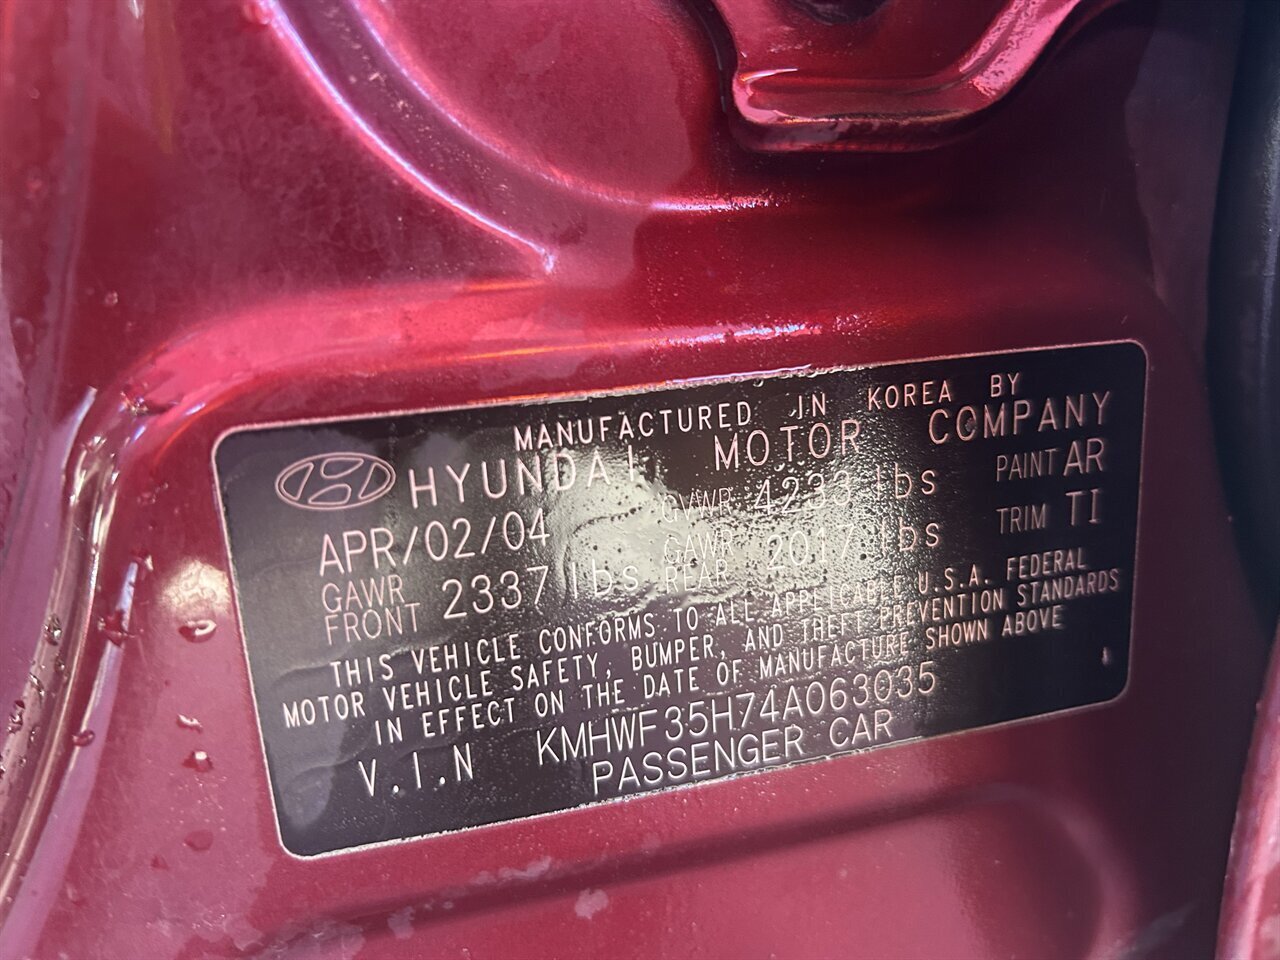 MANUFACTURED IN KOREA BY
HYUNDAI MOTOR COMPANY
APR/02/04 GVWR 4233 lbs PAINT AR
GAWR FRONT 2337 lbs GAWR REAR 2017 lbs TRIM TI
THIS VEHICLE CONFORMS TO ALL APPLICABLE U.S.A. FEDERAL
MOTOR VEHICLE SAFETY, BUMPER, AND THEFT PREVENTION STANDARDS
IN EFFECT ON THE DATE OF MANUFACTURE SHOWN ABOVE
V.I.N KMHWF35H74A063035
PASSENGER CAR